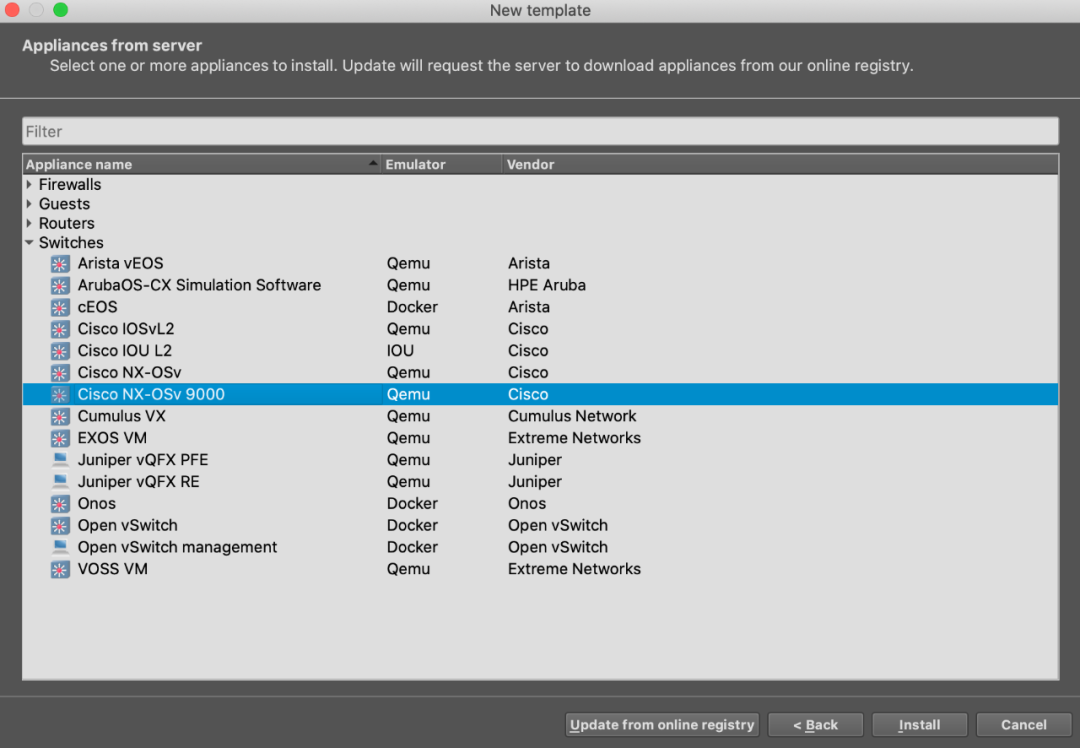 New template
Appliances from server
Select one or more appliances to install. Update will request the server to download appliances from our online registry.
Filter
Appliance name Emulator Vendor
Firewalls
Guests
Routers
Switches
Arista vEOS Qemu Arista
ArubaOS-CX Simulation Software Qemu HPE Aruba
cEOS Docker Arista
Cisco IOSvL2 Qemu Cisco
Cisco IOU L2 IOU Cisco
Cisco NX-OSv Qemu Cisco
Cisco NX-OSv 9000 Qemu Cisco
Cumulus VX Qemu Cumulus Network
EXOS VM Qemu Extreme Networks
Juniper vQFX PFE Qemu Juniper
Juniper vQFX RE Qemu Juniper
Onos Docker Onos
Open vSwitch Docker Open vSwitch
Open vSwitch management Docker Open vSwitch
VOSS VM Qemu Extreme Networks
Update from online registry < Back Install Cancel